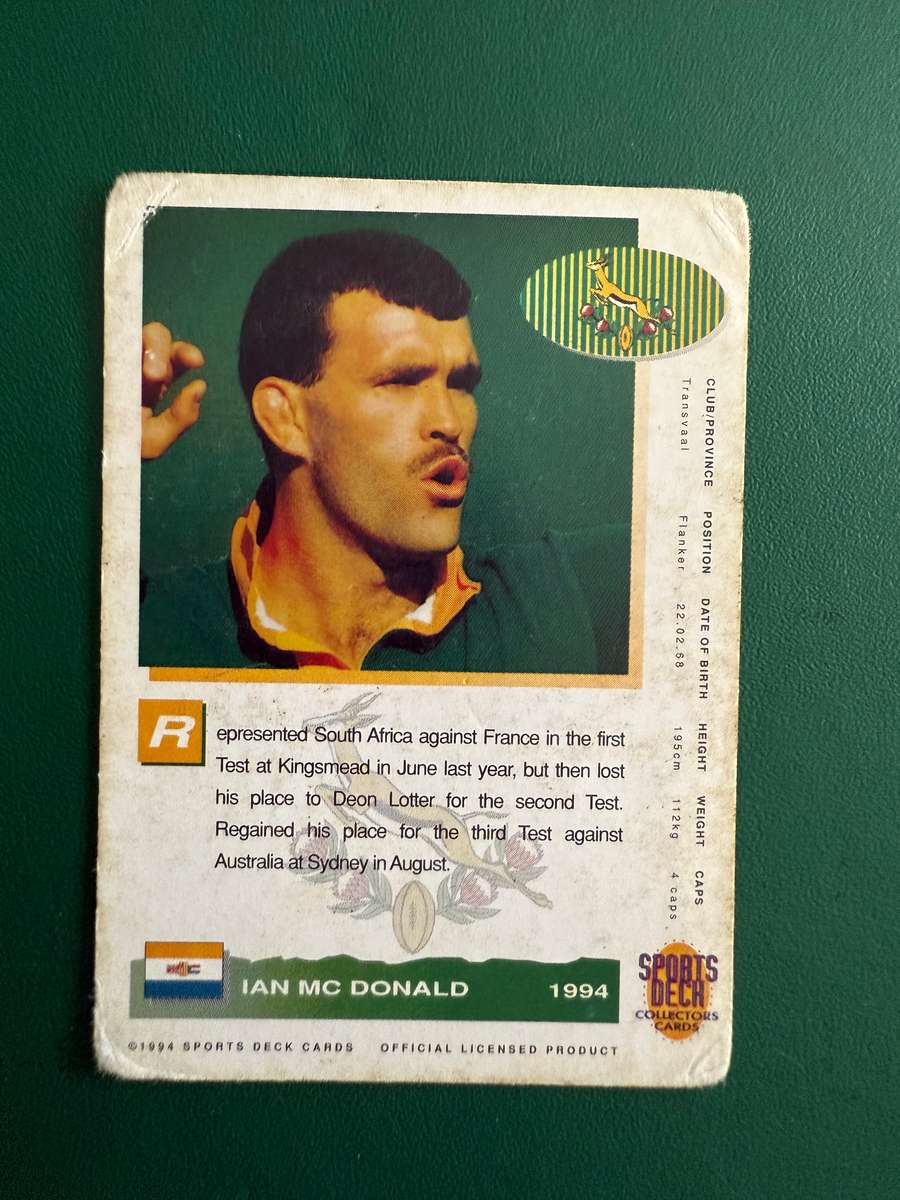 CLUB/PROVINCE POSITION DATE OF BIRTH HEIGHT WEIGHT CAPS
Transvaal Flanker 22.02.68 195cm 112kg 4 caps
Represented South Africa against France in the first
Test at Kingsmead in June last year, but then lost
his place to Deon Lotter for the second Test.
Regained his place for the third Test against
Australia at Sydney in August.
IAN MC DONALD 1994
SPORTS
DECK
COLLECTORS
CARDS
©1994 SPORTS DECK CARDS OFFICIAL LICENSED PRODUCT